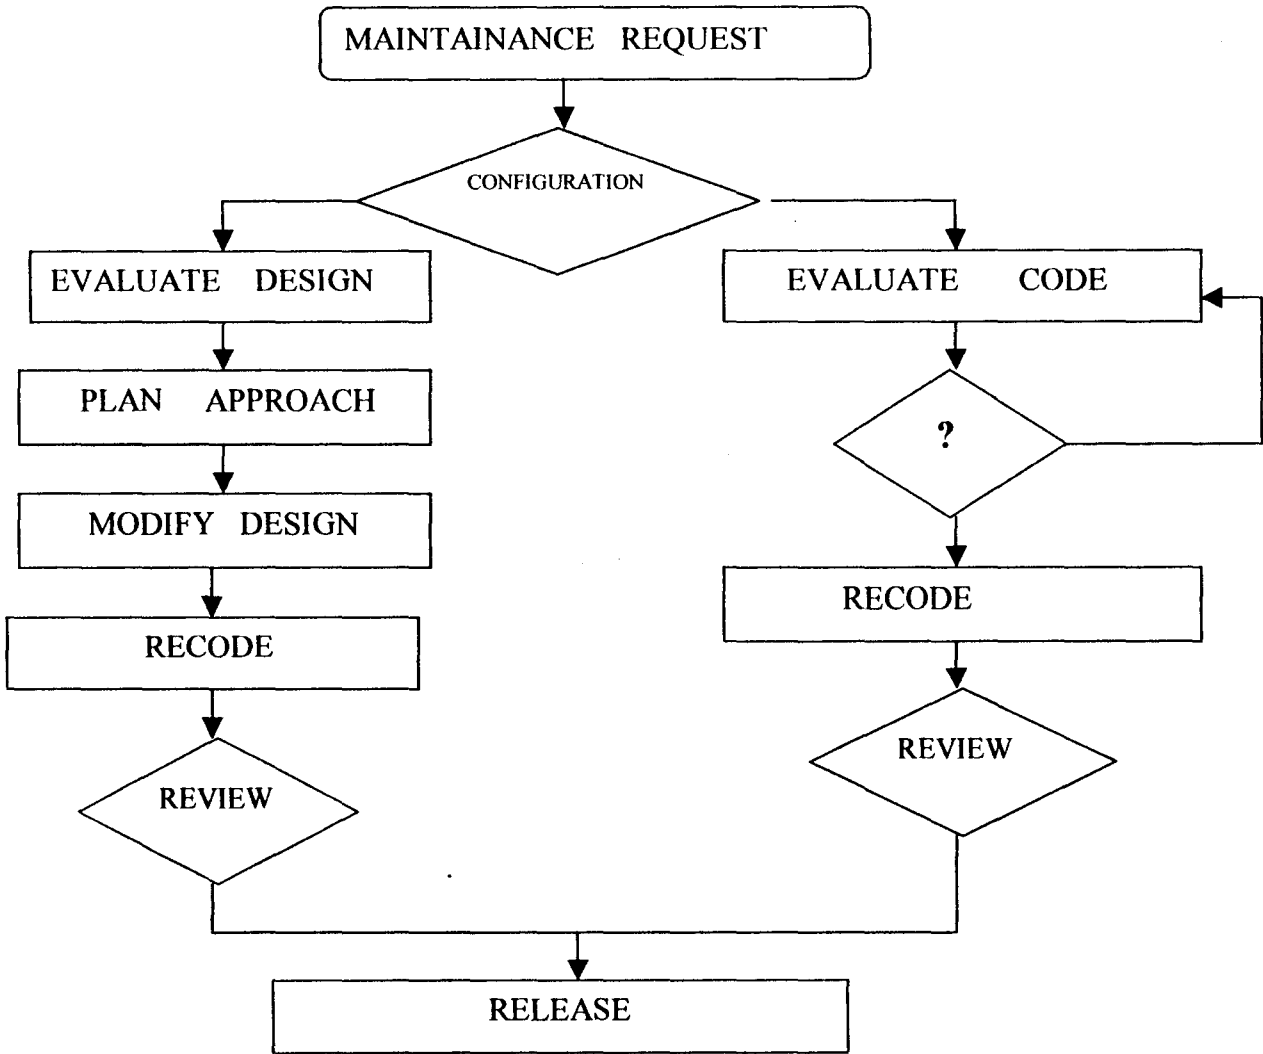 MAINTAINANCE REQUEST
CONFIGURATION
EVALUATE DESIGN
PLAN APPROACH
MODIFY DESIGN
RECODE
REVIEW
EVALUATE CODE
?
RECODE
REVIEW
RELEASE